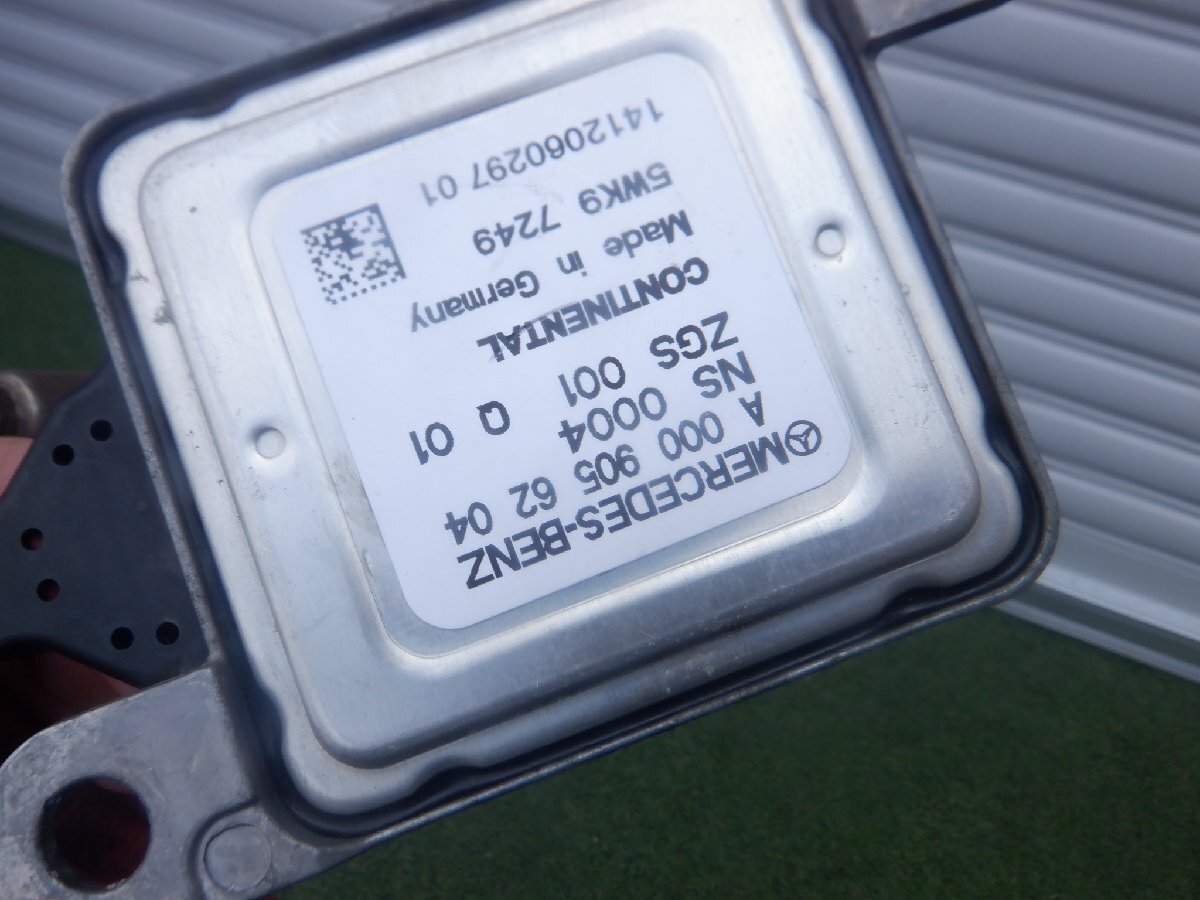 MERCEDES-BENZ
A 000 905 62 04
NS 0004
ZGS 001 Q 01
CONTINENTAL
Made in Germany
5WK9 7249
1412060297 01